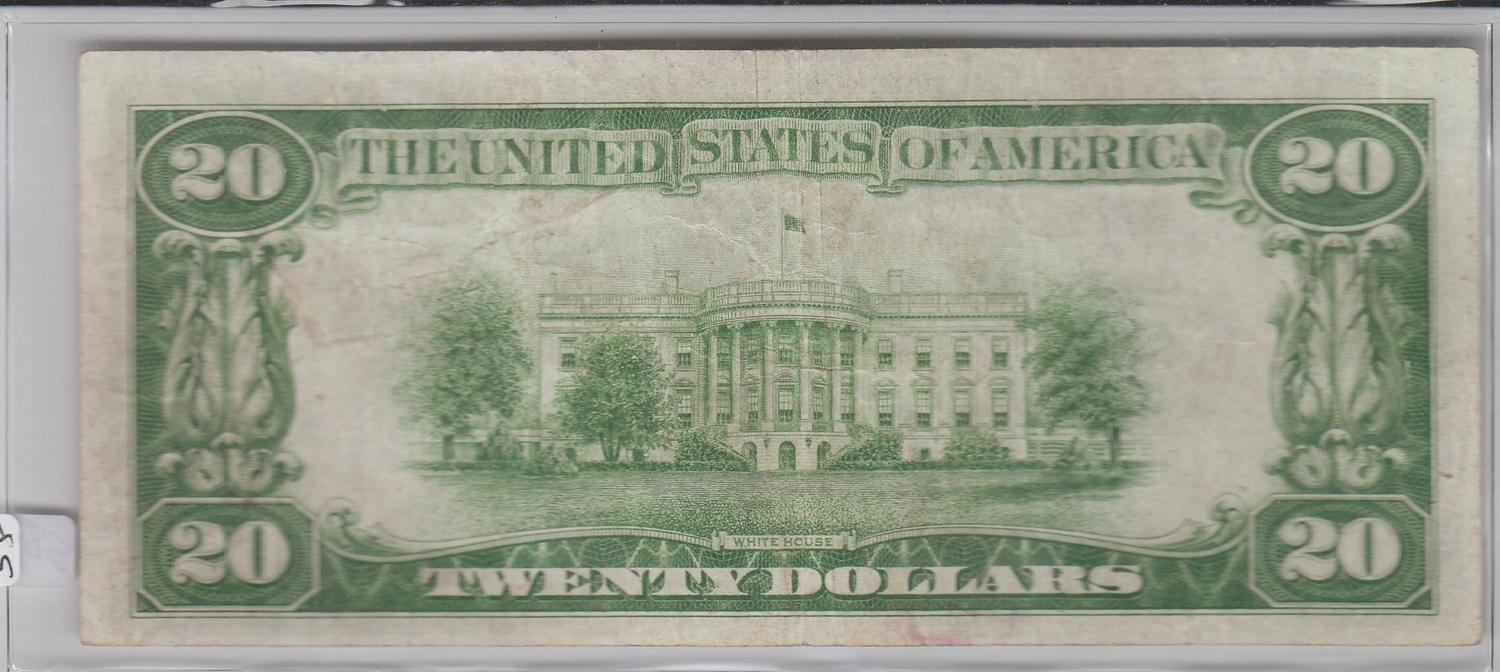 20 THE UNITED STATES OF AMERICA 20
20 WHITE HOUSE 20
TWENTY DOLLARS